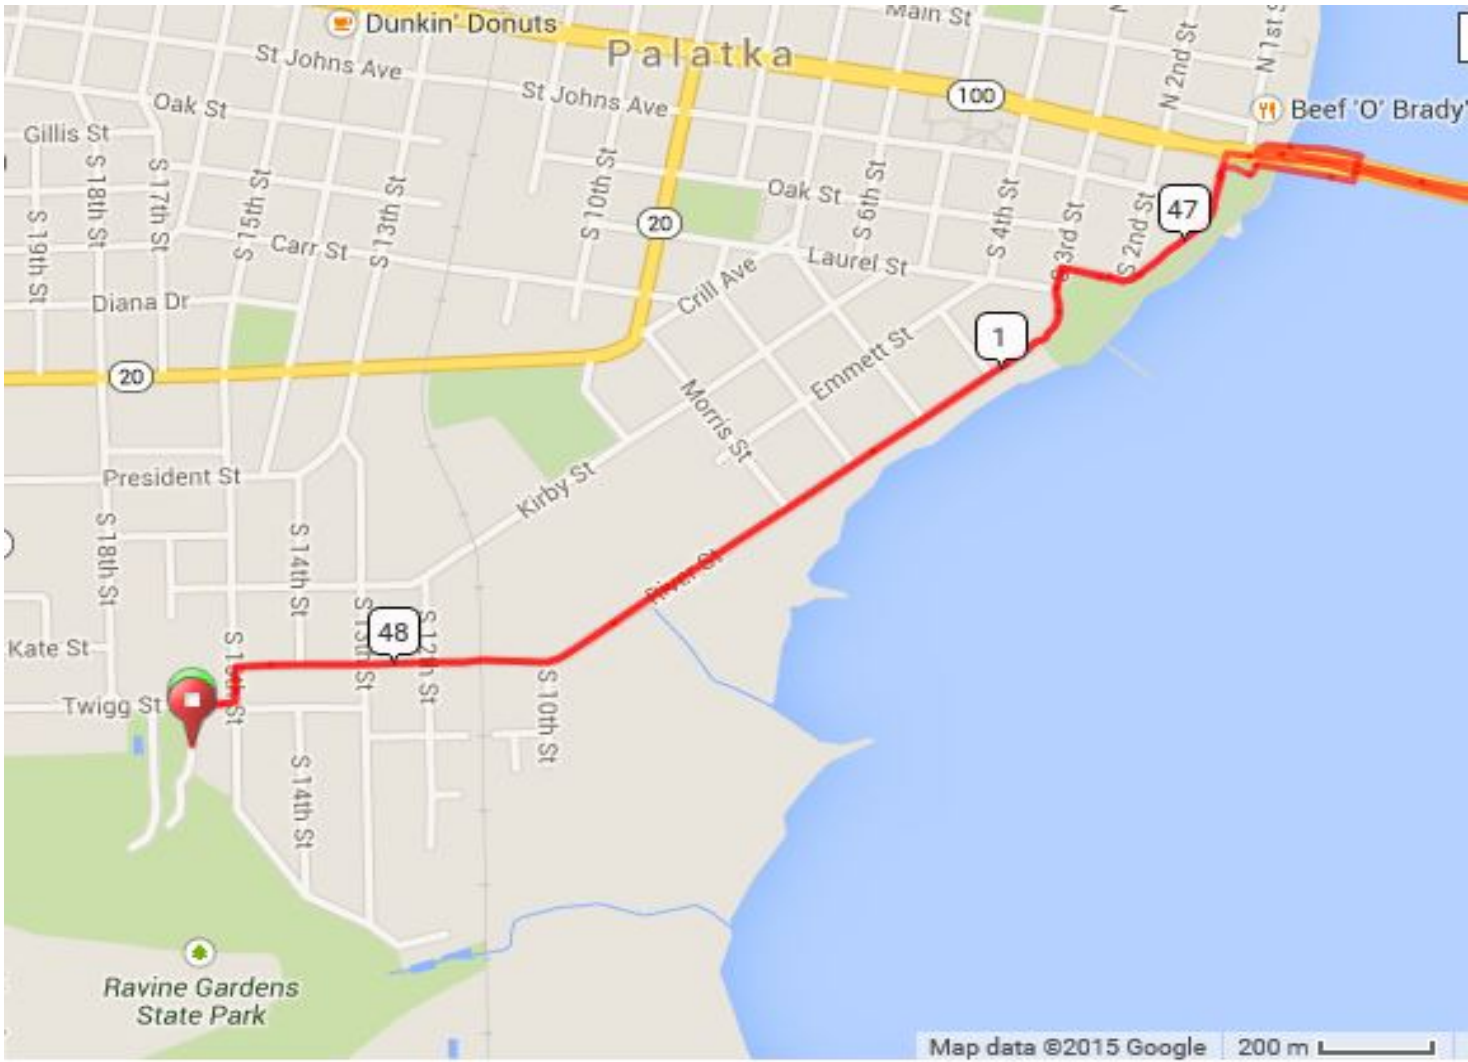 Main St
Dunkin' Donuts
Palatka
N 2nd St
N 1st S
St Johns Ave
St Johns Ave
100
Beef 'O' Brady'
Oak St
Gillis St
S 18th St
S 17th St
S 15th St
S 13th St
S 10th St
Oak St
S 6th St
S 4th St
S 3rd St
S 2nd St
47
S 19th St
20
Carr St
Laurel St
Crill Ave
Diana Dr
1
20
Emmett St
Morris St
President St
Kirby St
S 18th St
S 14th St
River St
S 13th St
S 12th St
48
Kate St
S 15th St
Twigg St
S 10th St
S 14th St
Ravine Gardens
State Park
Map data ©2015 Google
200 m